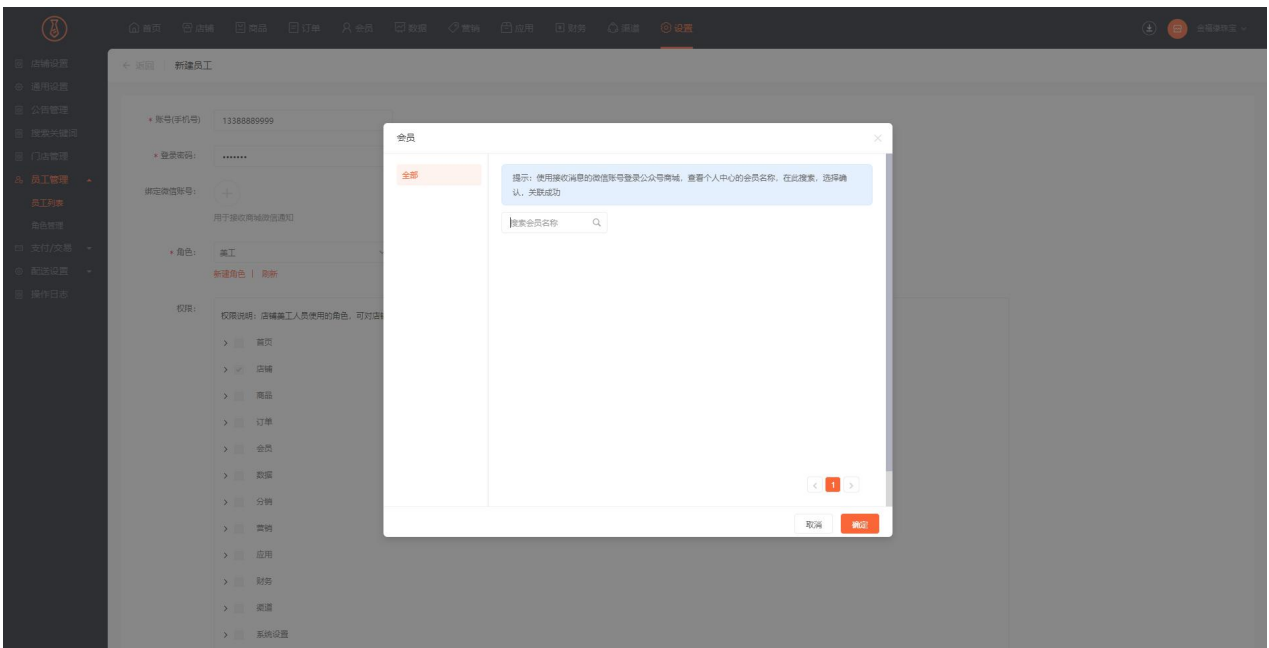 首页 店铺 商品 订单 会员 数据 营销 应用 财务 渠道 设置
店铺设置
通用设置
公告管理
搜索关键词
门店管理
员工管理
员工列表
角色管理
支付/交易
配送设置
操作日志
返回 新建员工
* 账号(手机号) 13388889999
* 登录密码: •••••••
绑定微信账号:
用于接收商城微信通知
* 角色: 美工
新建角色 | 刷新
权限:
权限说明:店铺美工人员使用的角色,可对店
首页
店铺
商品
订单
会员
数据
分销
营销
应用
财务
渠道
系统设置
会员
全部
提示:使用接收消息的微信账号登录公众号商城,查看个人中心的会员名称,在此搜索,选择确
认,关联成功
搜索会员名称
1
取消 确定